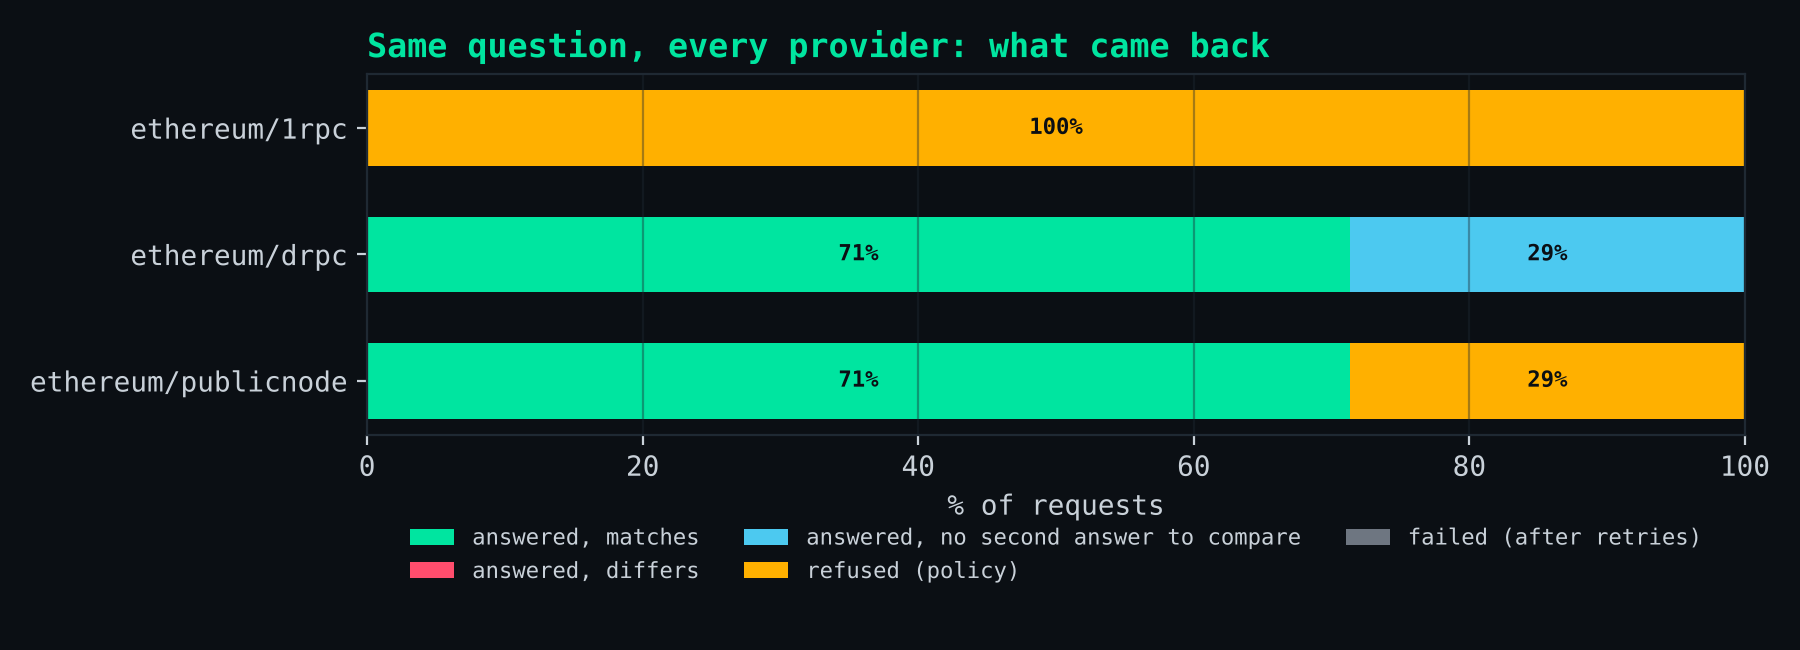 Same question, every provider: what came back
ethereum/1rpc
100%
ethereum/drpc
71%
29%
ethereum/publicnode
71%
29%
0 20 40 60 80 100
% of requests
answered, matches answered, no second answer to compare failed (after retries)
answered, differs refused (policy)